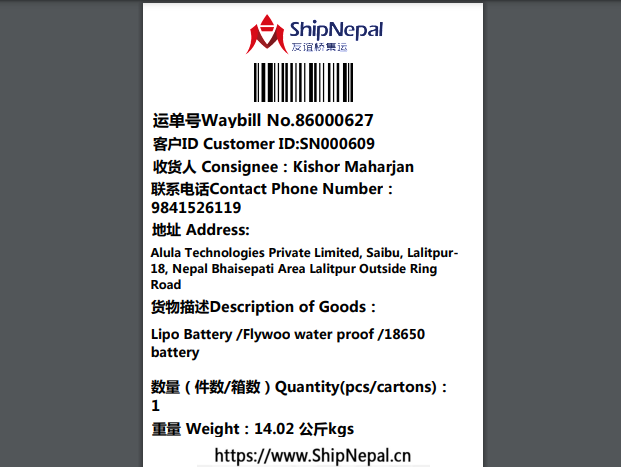 ShipNepal
友谊桥集运
运单号Waybill No.86000627
客户ID Customer ID:SN000609
收货人 Consignee：Kishor Maharjan
联系电话Contact Phone Number：
9841526119
地址 Address:
Alula Technologies Private Limited, Saibu, Lalitpur-
18, Nepal Bhaisepati Area Lalitpur Outside Ring
Road
货物描述Description of Goods：
Lipo Battery /Flywoo water proof /18650
battery
数量（件数/箱数）Quantity(pcs/cartons)：
1
重量 Weight：14.02 公斤kgs
https://www.ShipNepal.cn